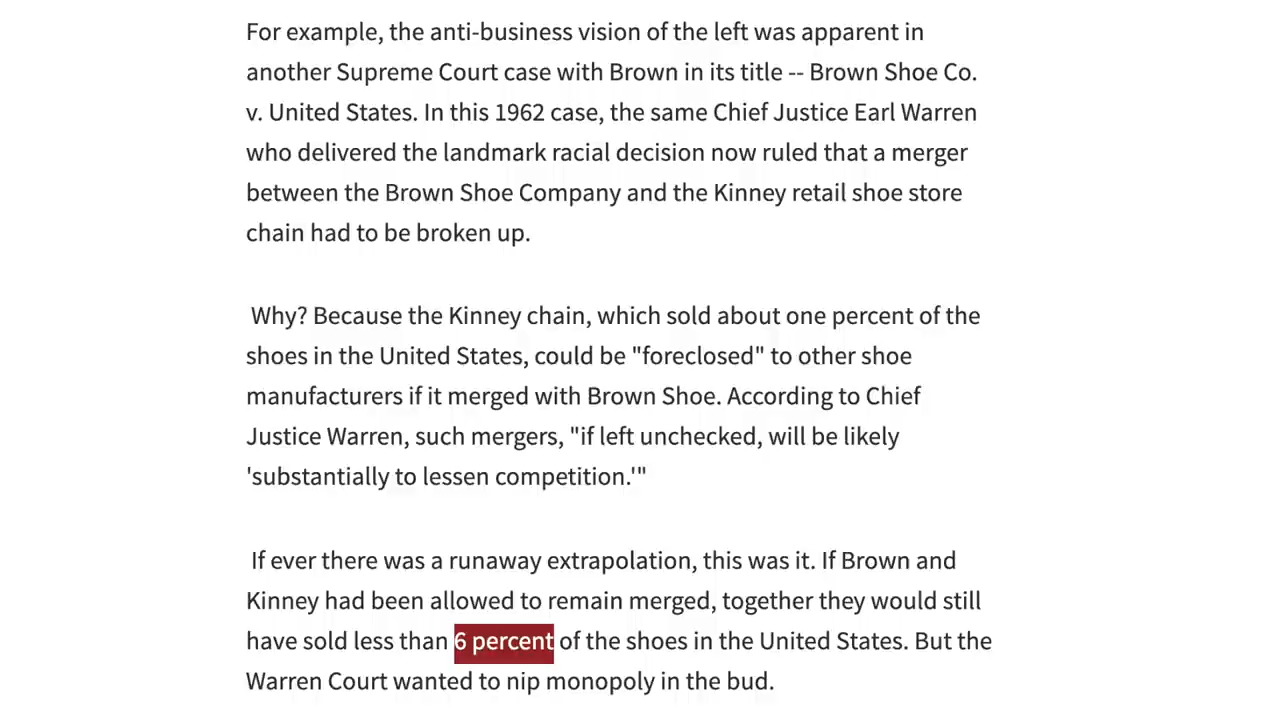 For example, the anti-business vision of the left was apparent in
another Supreme Court case with Brown in its title -- Brown Shoe Co.
v. United States. In this 1962 case, the same Chief Justice Earl Warren
who delivered the landmark racial decision now ruled that a merger
between the Brown Shoe Company and the Kinney retail shoe store
chain had to be broken up.
Why? Because the Kinney chain, which sold about one percent of the
shoes in the United States, could be "foreclosed" to other shoe
manufacturers if it merged with Brown Shoe. According to Chief
Justice Warren, such mergers, "if left unchecked, will be likely
'substantially to lessen competition.'"
If ever there was a runaway extrapolation, this was it. If Brown and
Kinney had been allowed to remain merged, together they would still
have sold less than 6 percent of the shoes in the United States. But the
Warren Court wanted to nip monopoly in the bud.